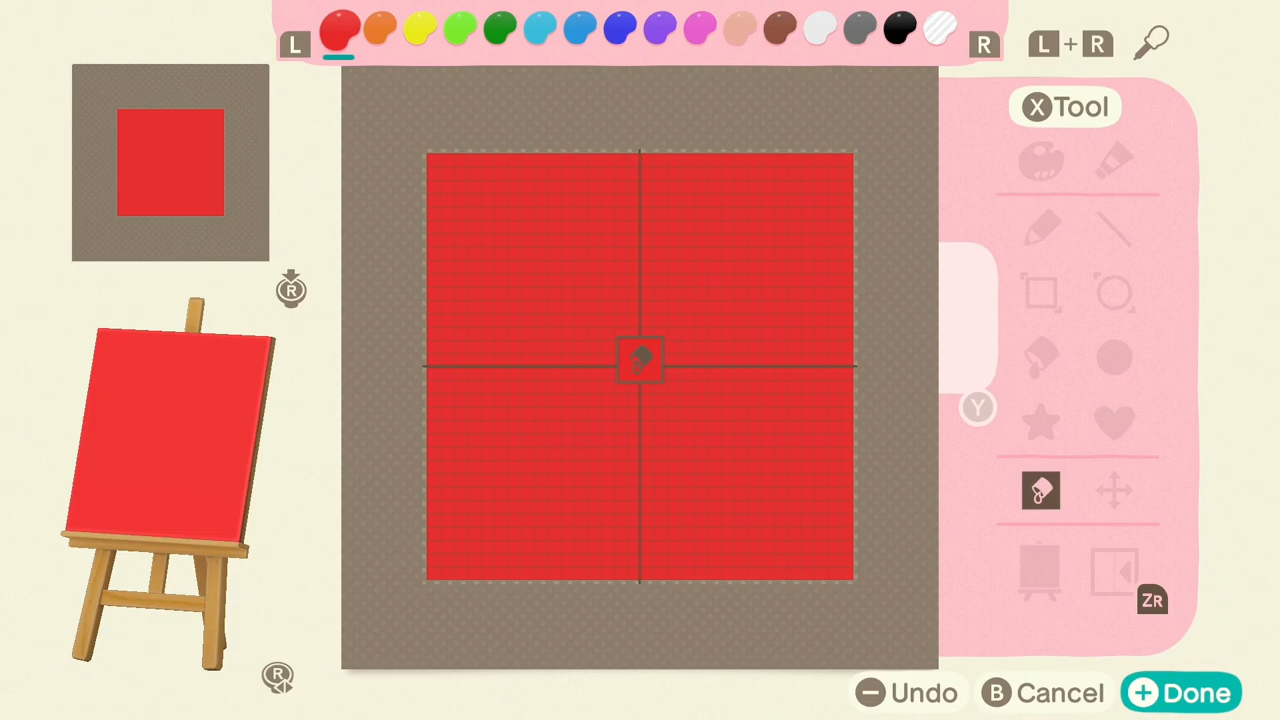 L
R
L + R
X Tool
R
Y
ZR
R
− Undo
B Cancel
+ Done